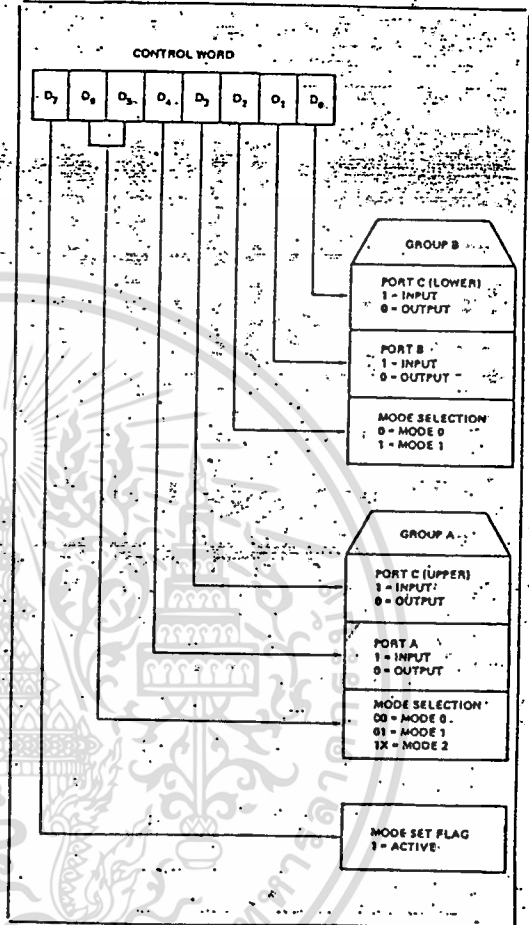 CONTROL WORD
D7 D6 D5 D4 D3 D2 D1 D0
GROUP B
PORT C (LOWER)
1 = INPUT
0 = OUTPUT
PORT B
1 = INPUT
0 = OUTPUT
MODE SELECTION
0 = MODE 0
1 = MODE 1
GROUP A
PORT C (UPPER)
1 = INPUT
0 = OUTPUT
PORT A
1 = INPUT
0 = OUTPUT
MODE SELECTION
00 = MODE 0
01 = MODE 1
1X = MODE 2
MODE SET FLAG
1 = ACTIVE